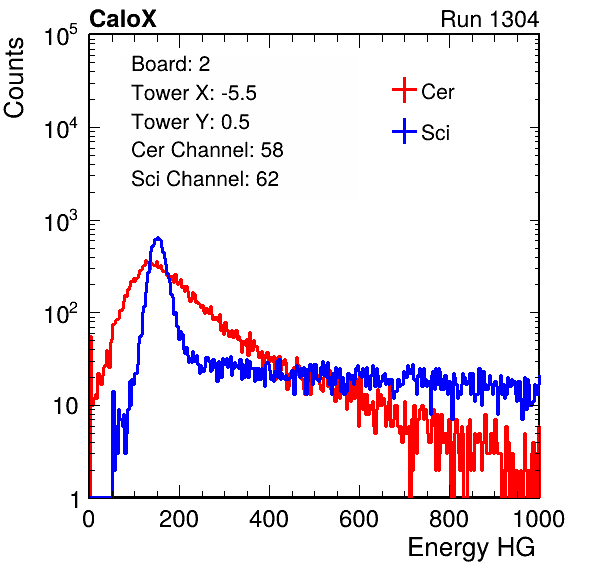 CaloX Run 1304
Counts
10^5
10^4
10^3
10^2
10
1
Board: 2
Tower X: -5.5
Tower Y: 0.5
Cer Channel: 58
Sci Channel: 62
Cer
Sci
0 200 400 600 800 1000
Energy HG